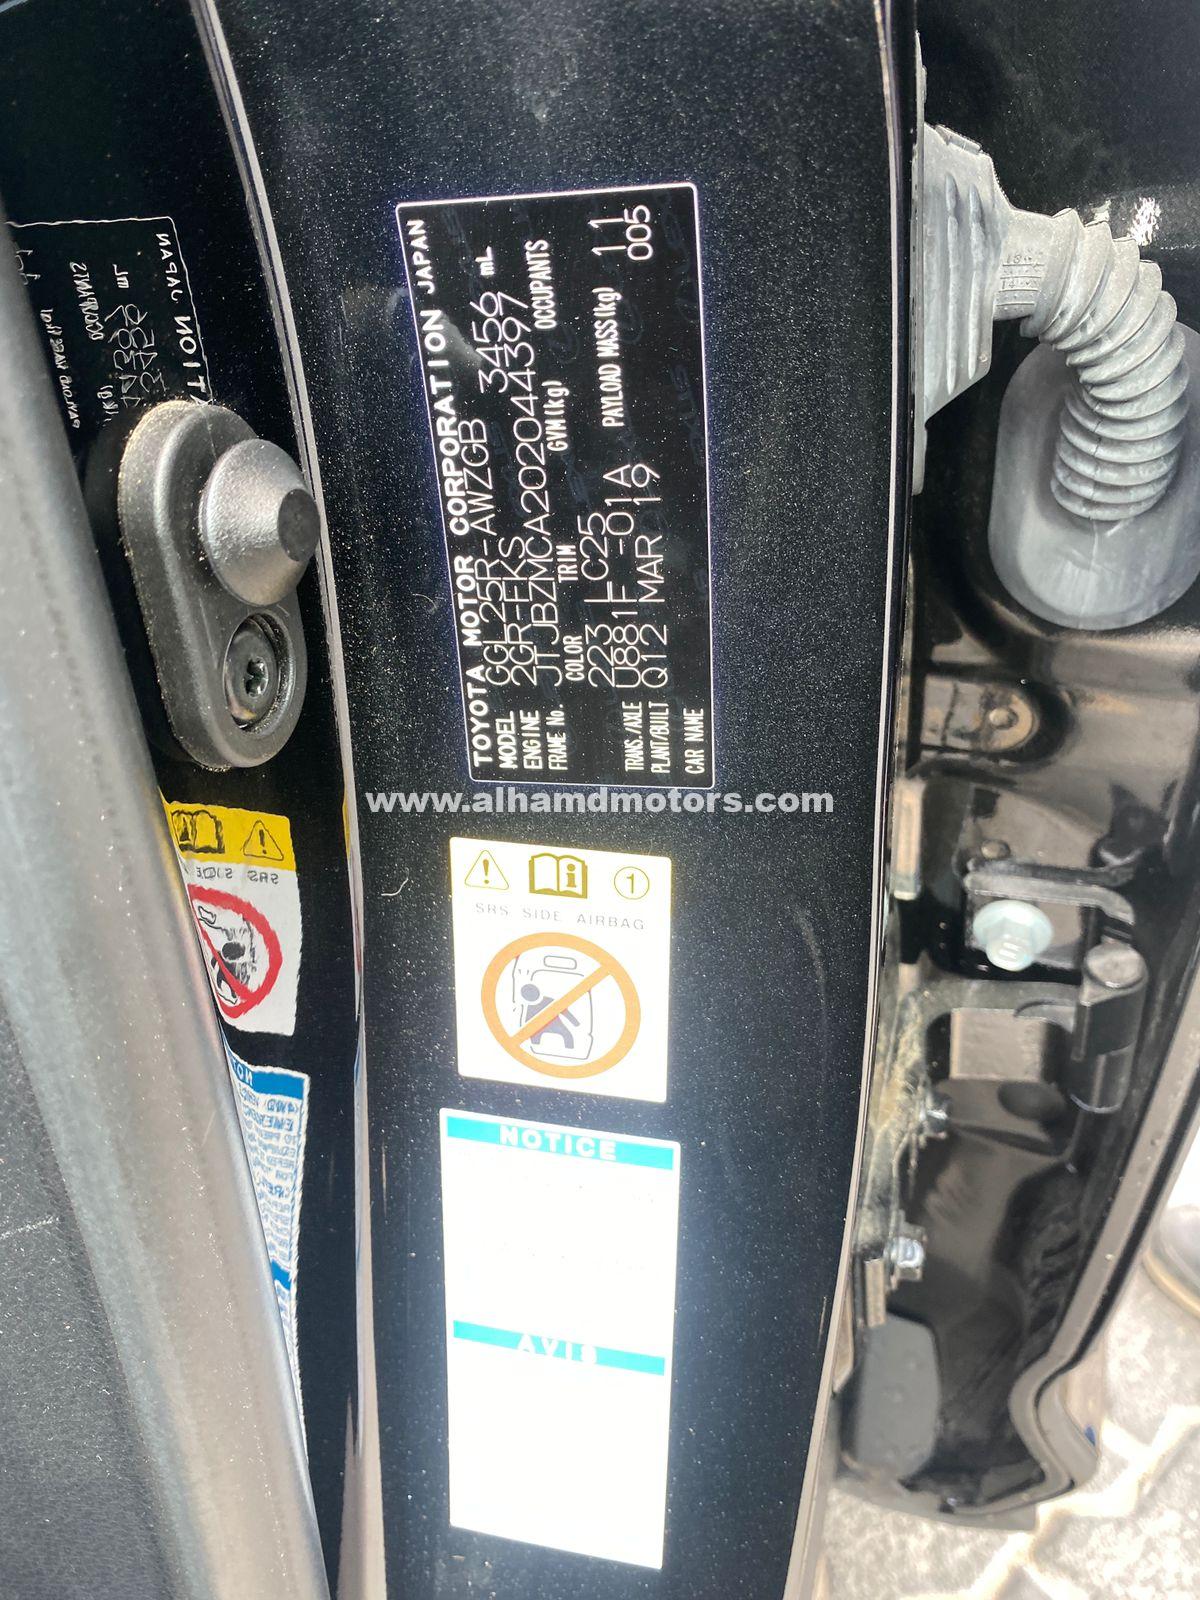 TOYOTA MOTOR CORPORATION JAPAN
MODEL GGL25R-AWZGB 3456 mL
ENGINE 2GR-FKS
FRAME No. JTJBZMCA202044397
COLOR TRIM GVM(kg) OCCUPANTS
223 LC25
TRANS./AXLE U881F -01A PAYLOAD MASS(kg) 11
PLANT/BUILT Q12 MAR 19 005
CAR NAME
www.alhamdmotors.com
1
SRS SIDE AIRBAG
NOTICE
AVIS